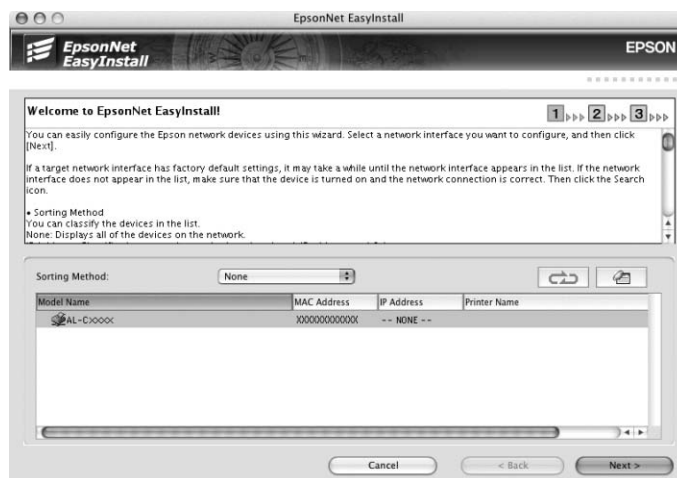 EpsonNet EasyInstall
EpsonNet
EasyInstall
EPSON
Welcome to EpsonNet EasyInstall!
1 2 3
You can easily configure the Epson network devices using this wizard. Select a network interface you want to configure, and then click
[Next].
If a target network interface has factory default settings, it may take a while until the network interface appears in the list. If the network
interface does not appear in the list, make sure that the device is turned on and the network connection is correct. Then click the Search
icon.
• Sorting Method
You can classify the devices in the list.
None: Displays all of the devices on the network.
Sorting Method: None
Model Name MAC Address IP Address Printer Name
AL-Cxxxx XXXXXXXXXXXX -- NONE --
Cancel < Back Next >